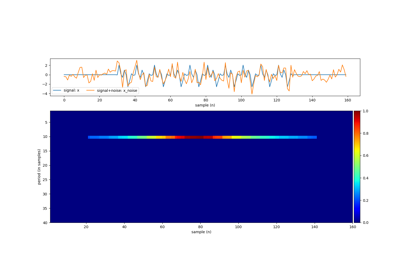 2
0
−2
−4
signal: x
signal+noise: x_noise
0 20 40 60 80 100 120 140 160
sample (n)
5
10
15
20
25
30
35
40
period (in samples)
20 40 60 80 100 120 140 160
sample (n)
1.0
0.8
0.6
0.4
0.2
0.0